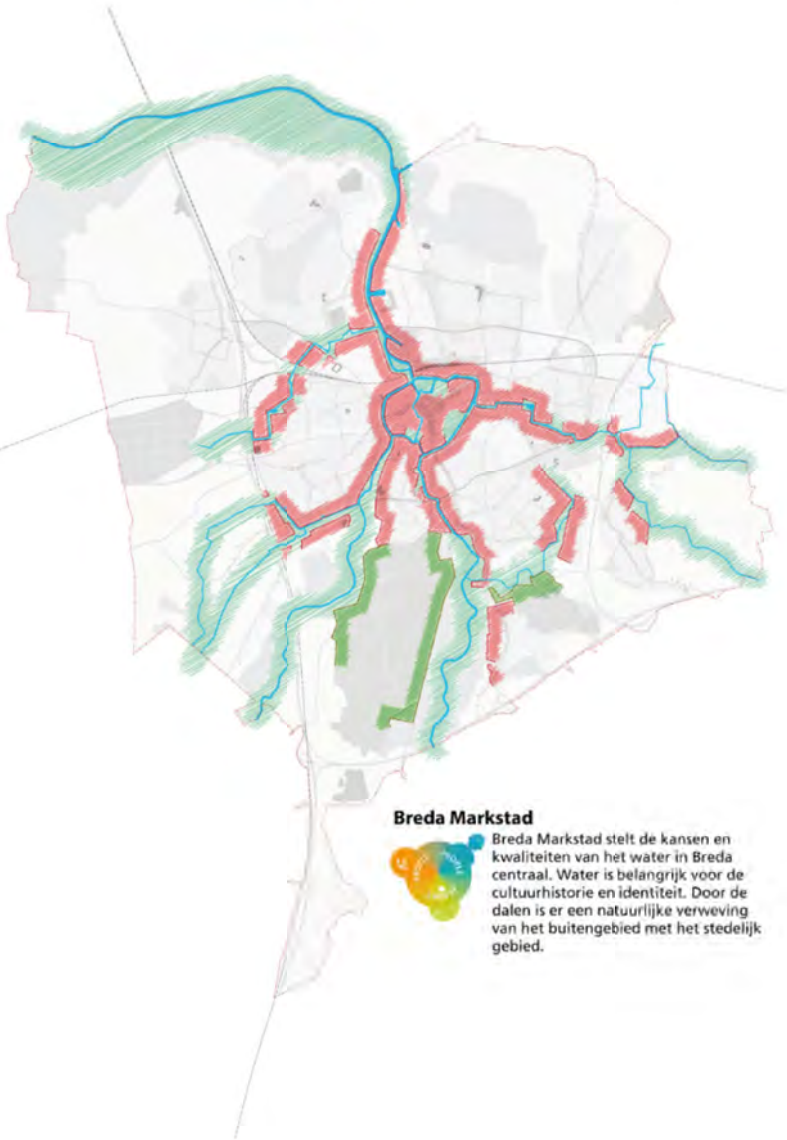 Breda Markstad
Breda Markstad stelt de kansen en
kwaliteiten van het water in Breda
centraal. Water is belangrijk voor de
cultuurhistorie en identiteit. Door de
dalen is er een natuurlijke verweving
van het buitengebied met het stedelijk
gebied.